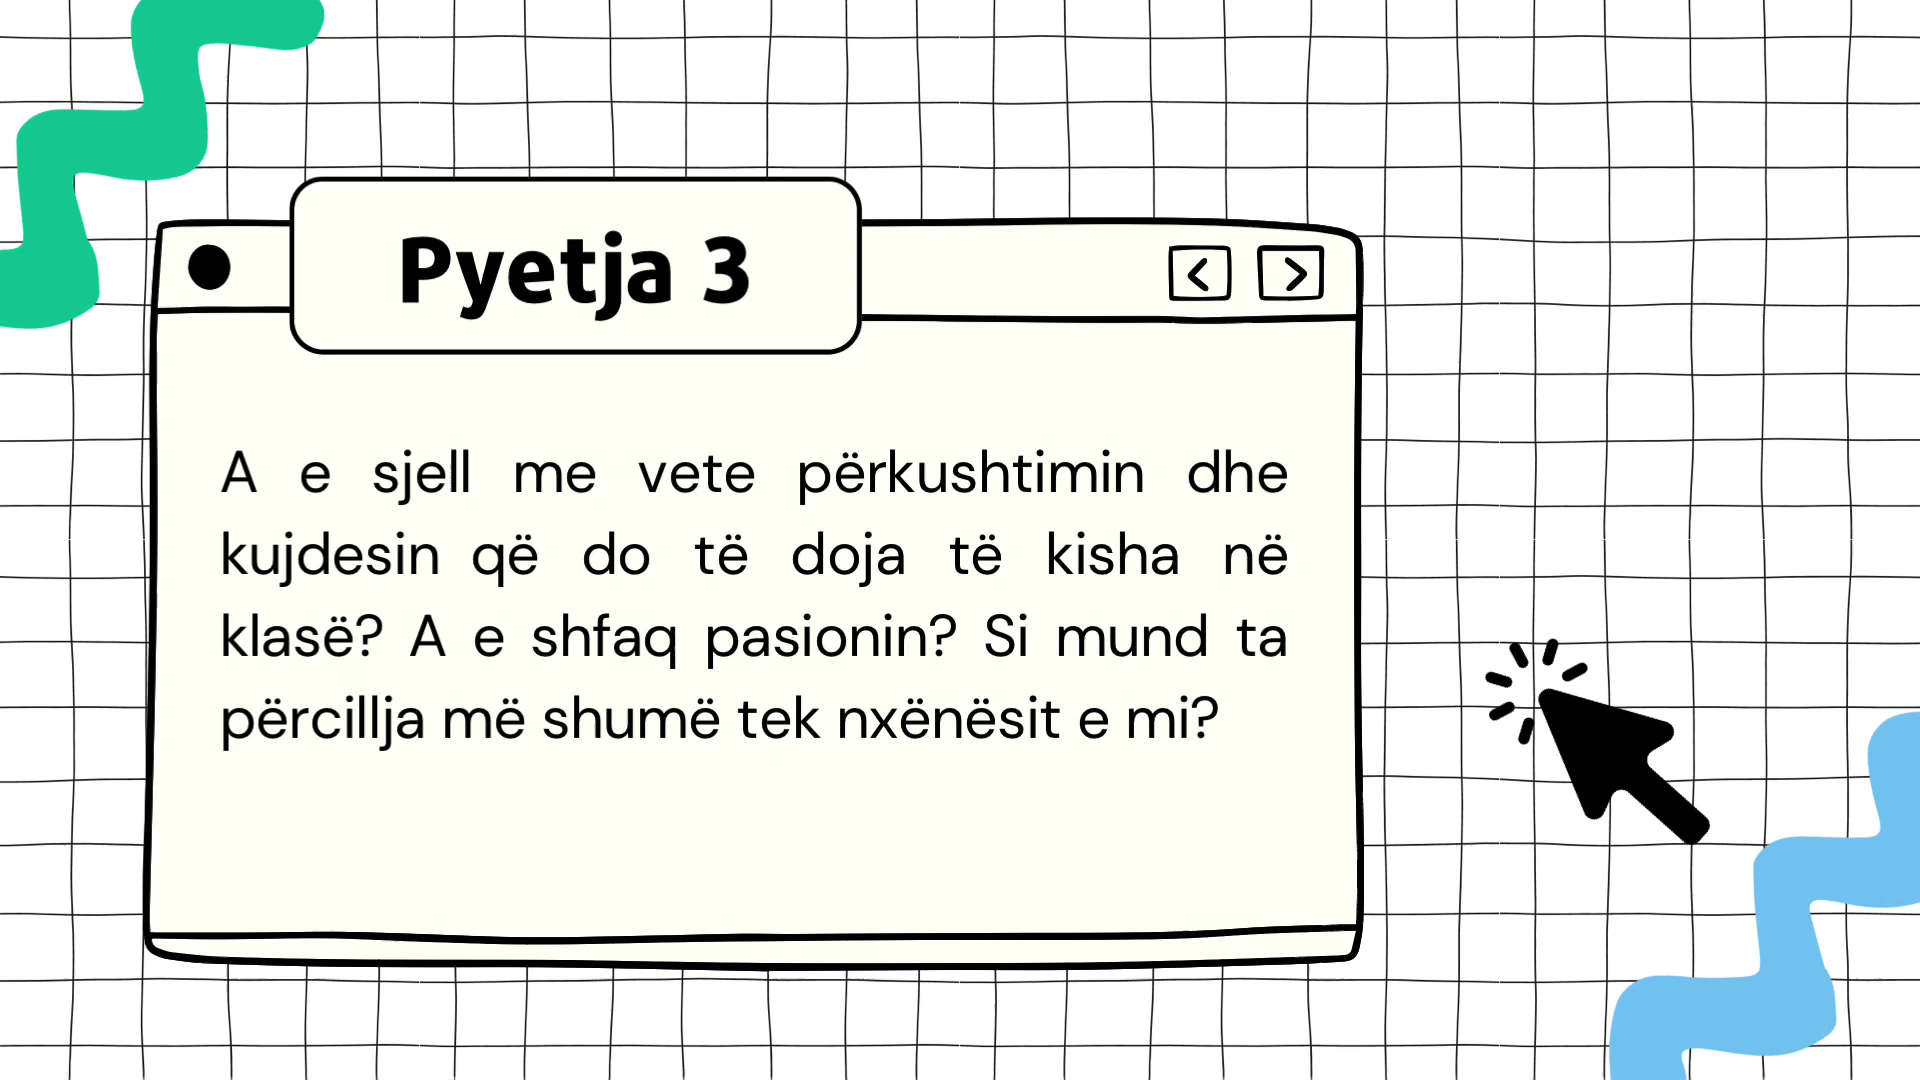 Pyetja 3
A e sjell me vete përkushtimin dhe
kujdesin që do të doja të kisha në
klasë? A e shfaq pasionin? Si mund ta
përcillja më shumë tek nxënësit e mi?